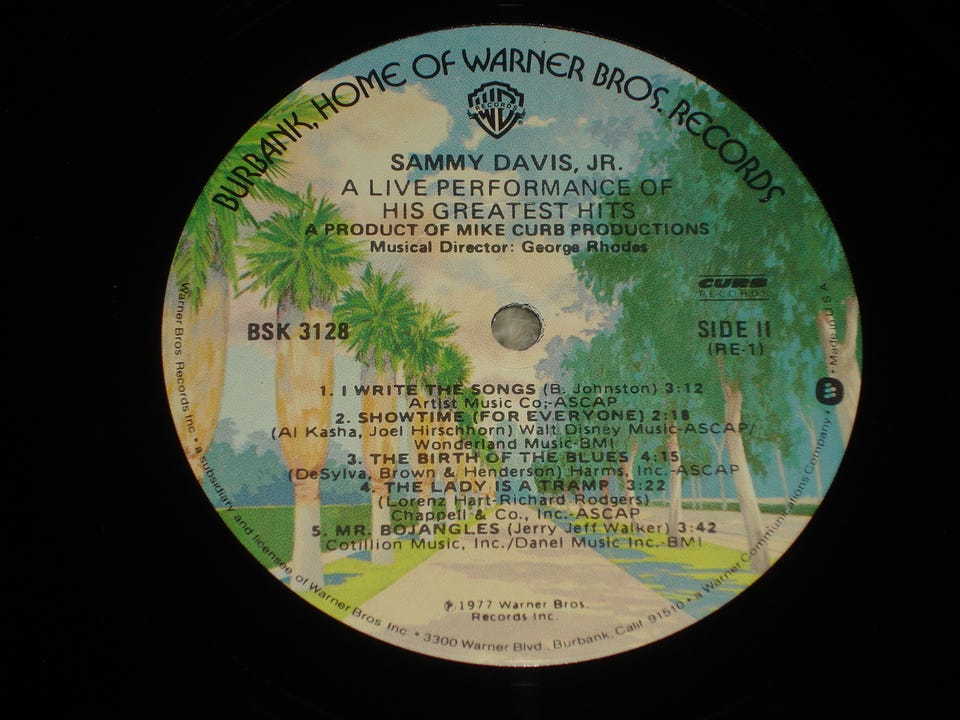 BURBANK, HOME OF WARNER BROS. RECORDS
WB
RECORDS
SAMMY DAVIS, JR.
A LIVE PERFORMANCE OF
HIS GREATEST HITS
A PRODUCT OF MIKE CURB PRODUCTIONS
Musical Director: George Rhodes
CURB
RECORDS
BSK 3128
SIDE II
(RE-1)
1. I WRITE THE SONGS (B. Johnston) 3:12
Artist Music Co.-ASCAP
2. SHOWTIME (FOR EVERYONE) 2:18
(Al Kasha, Joel Hirschhorn) Walt Disney Music-ASCAP/
Wonderland Music-BMI
3. THE BIRTH OF THE BLUES 4:15
(DeSylva, Brown & Henderson) Harms, Inc.-ASCAP
4. THE LADY IS A TRAMP 3:22
(Lorenz Hart-Richard Rodgers)
Chappell & Co., Inc.-ASCAP
5. MR. BOJANGLES (Jerry Jeff Walker) 3:42
Cotillion Music, Inc./Danel Music Inc.-BMI
℗ 1977 Warner Bros.
Records Inc.
Warner Bros. Records Inc. • a subsidiary and licensee of Warner Bros. Inc. • 3300 Warner Blvd., Burbank, Calif. 91510 • a Warner Communications Company • Made in U S A